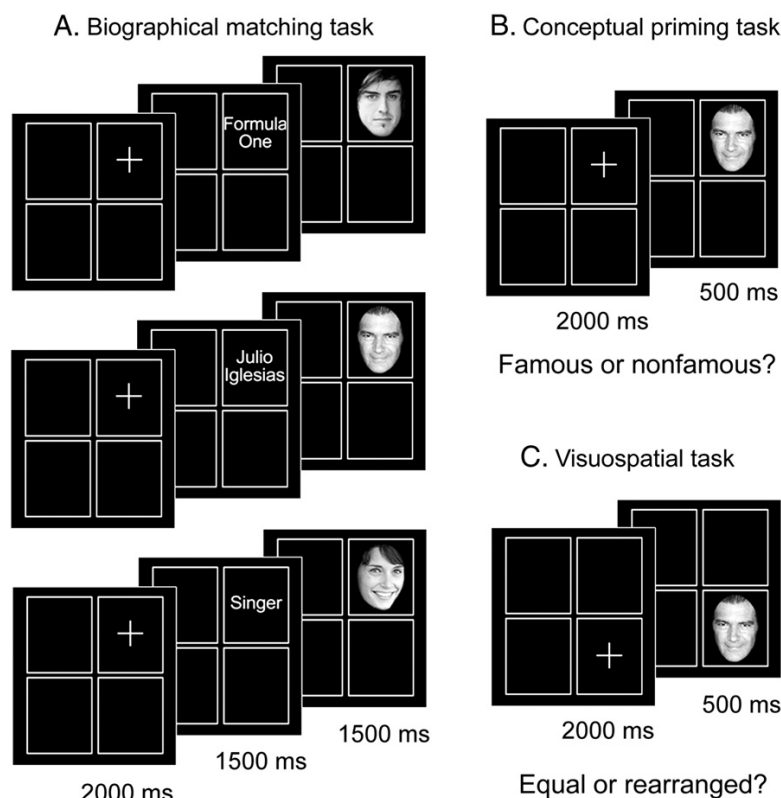 A. Biographical matching task
Formula
One
Julio
Iglesias
Singer
1500 ms
1500 ms
2000 ms
B. Conceptual priming task
500 ms
2000 ms
Famous or nonfamous?
C. Visuospatial task
500 ms
2000 ms
Equal or rearranged?